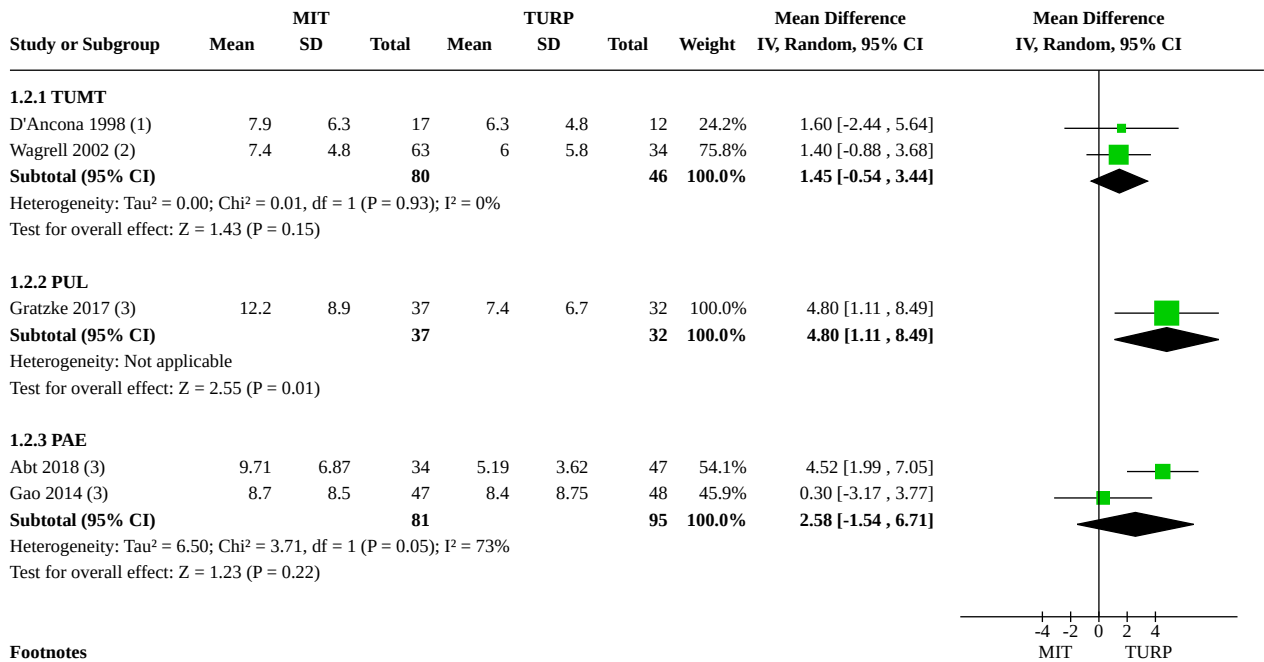 MIT TURP Mean Difference Mean Difference
Study or Subgroup Mean SD Total Mean SD Total Weight IV, Random, 95% CI IV, Random, 95% CI
1.2.1 TUMT
D'Ancona 1998 (1) 7.9 6.3 17 6.3 4.8 12 24.2% 1.60 [-2.44 , 5.64]
Wagrell 2002 (2) 7.4 4.8 63 6 5.8 34 75.8% 1.40 [-0.88 , 3.68]
Subtotal (95% CI) 80 46 100.0% 1.45 [-0.54 , 3.44]
Heterogeneity: Tau² = 0.00; Chi² = 0.01, df = 1 (P = 0.93); I² = 0%
Test for overall effect: Z = 1.43 (P = 0.15)
1.2.2 PUL
Gratzke 2017 (3) 12.2 8.9 37 7.4 6.7 32 100.0% 4.80 [1.11 , 8.49]
Subtotal (95% CI) 37 32 100.0% 4.80 [1.11 , 8.49]
Heterogeneity: Not applicable
Test for overall effect: Z = 2.55 (P = 0.01)
1.2.3 PAE
Abt 2018 (3) 9.71 6.87 34 5.19 3.62 47 54.1% 4.52 [1.99 , 7.05]
Gao 2014 (3) 8.7 8.5 47 8.4 8.75 48 45.9% 0.30 [-3.17 , 3.77]
Subtotal (95% CI) 81 95 100.0% 2.58 [-1.54 , 6.71]
Heterogeneity: Tau² = 6.50; Chi² = 3.71, df = 1 (P = 0.05); I² = 73%
Test for overall effect: Z = 1.23 (P = 0.22)
-4 -2 0 2 4
Footnotes MIT TURP